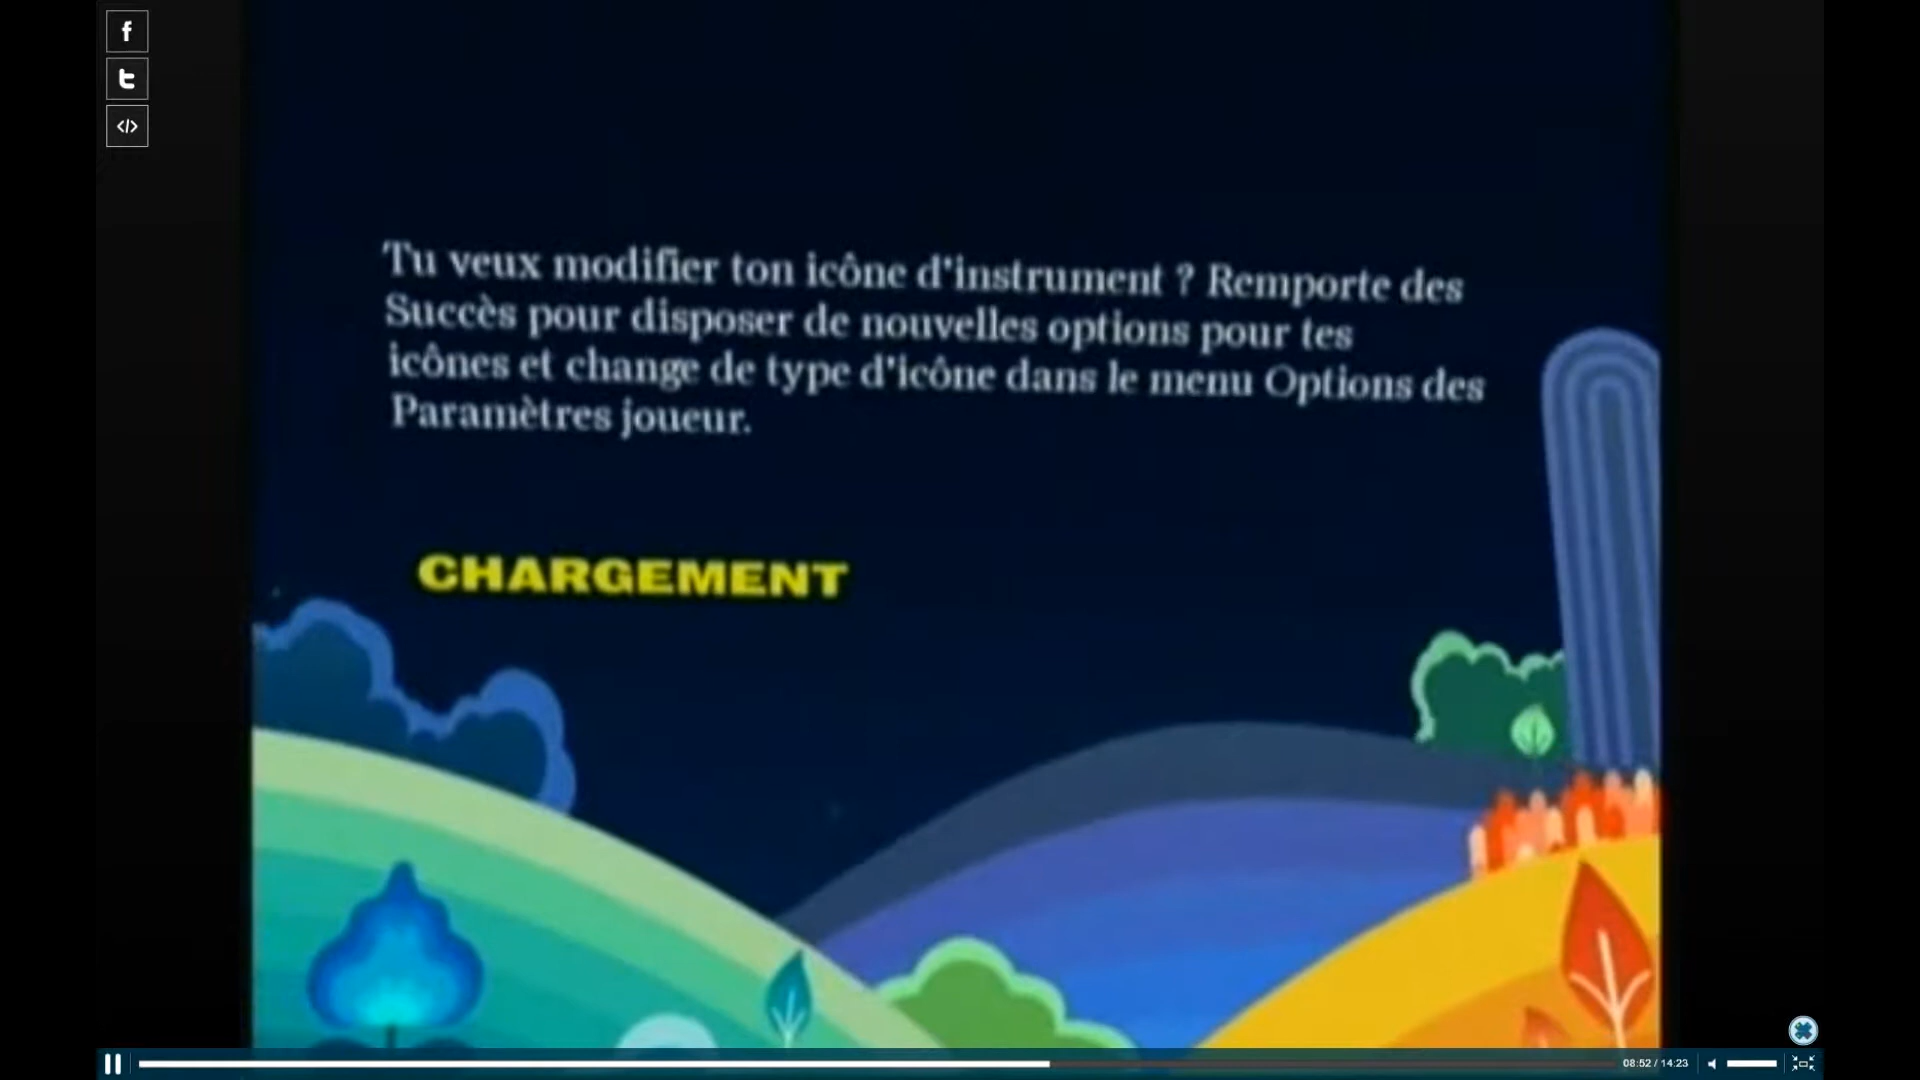 f
t
</>
Tu veux modifier ton icône d'instrument ? Remporte des
Succès pour disposer de nouvelles options pour tes
icônes et change de type d'icône dans le menu Options des
Paramètres joueur.
CHARGEMENT
08:52 / 14:23